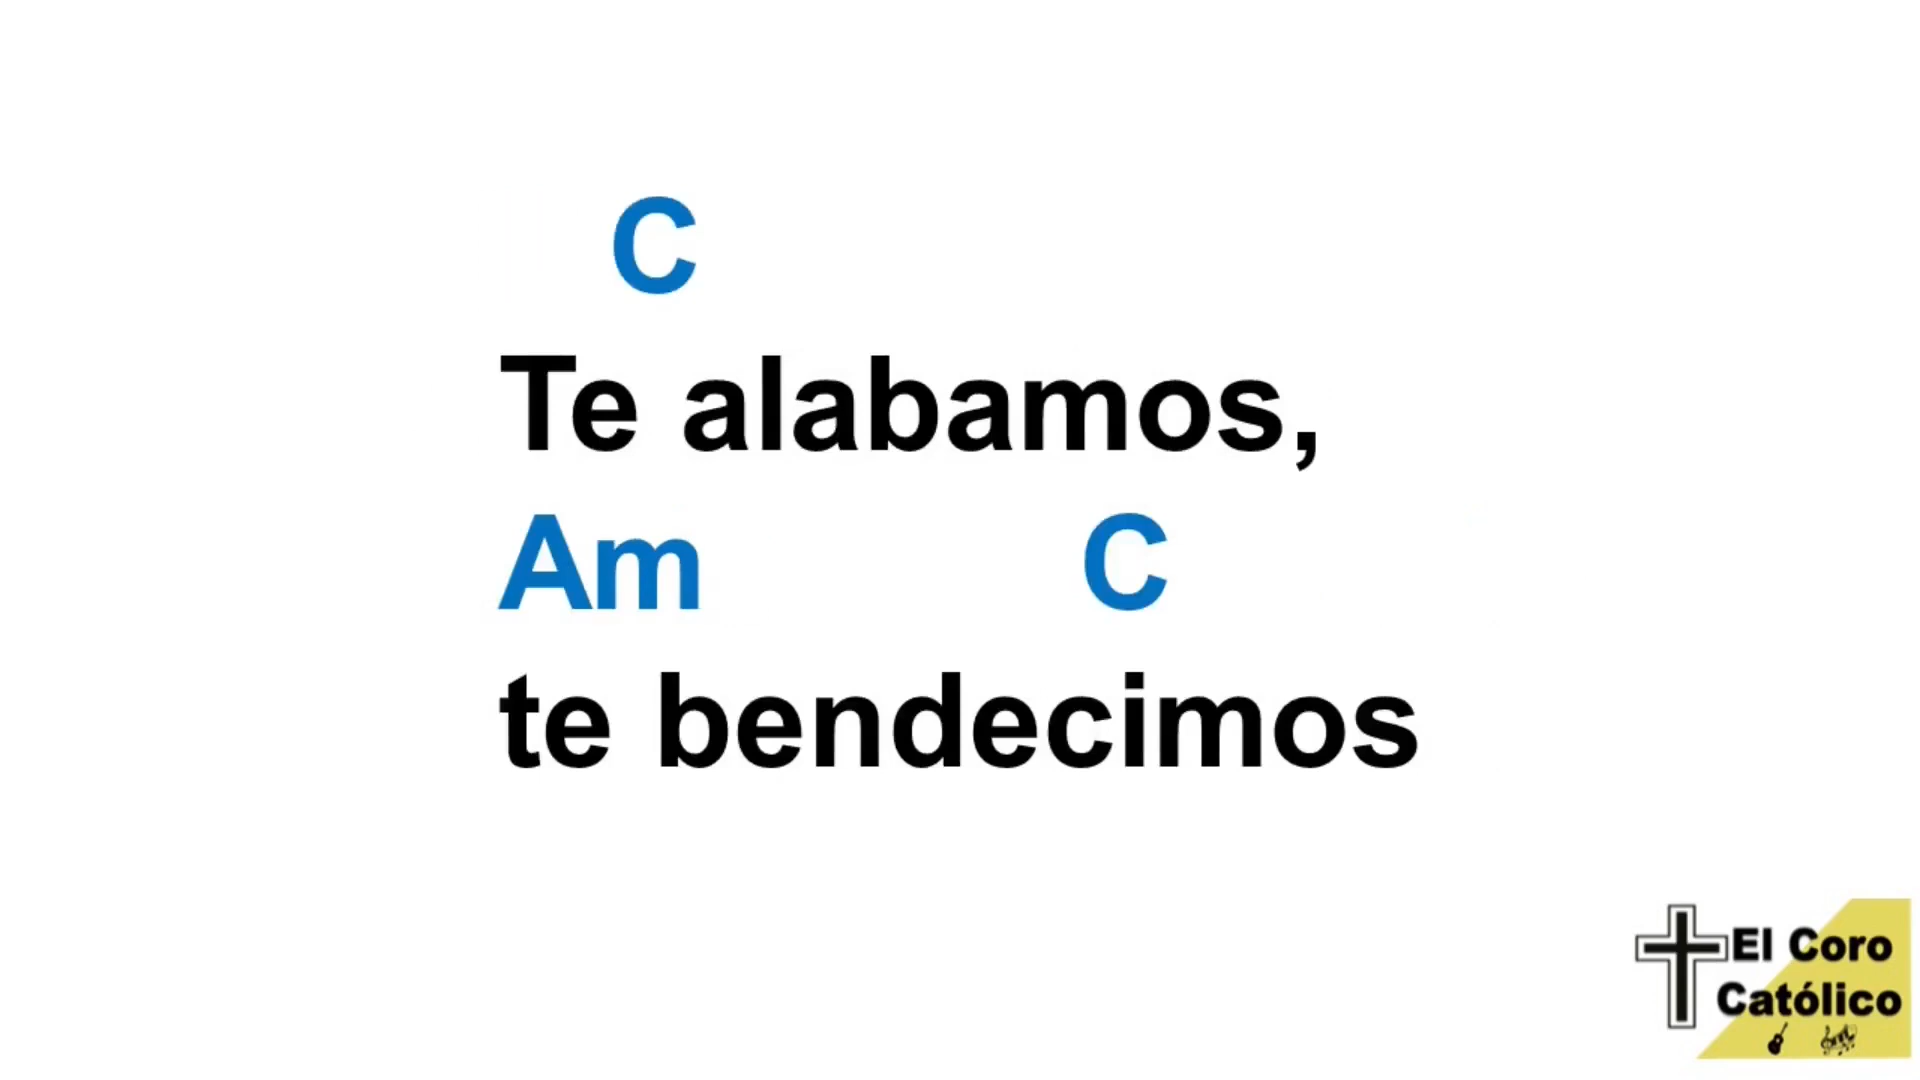 C
Te alabamos,
Am C
te bendecimos
El Coro
Católico